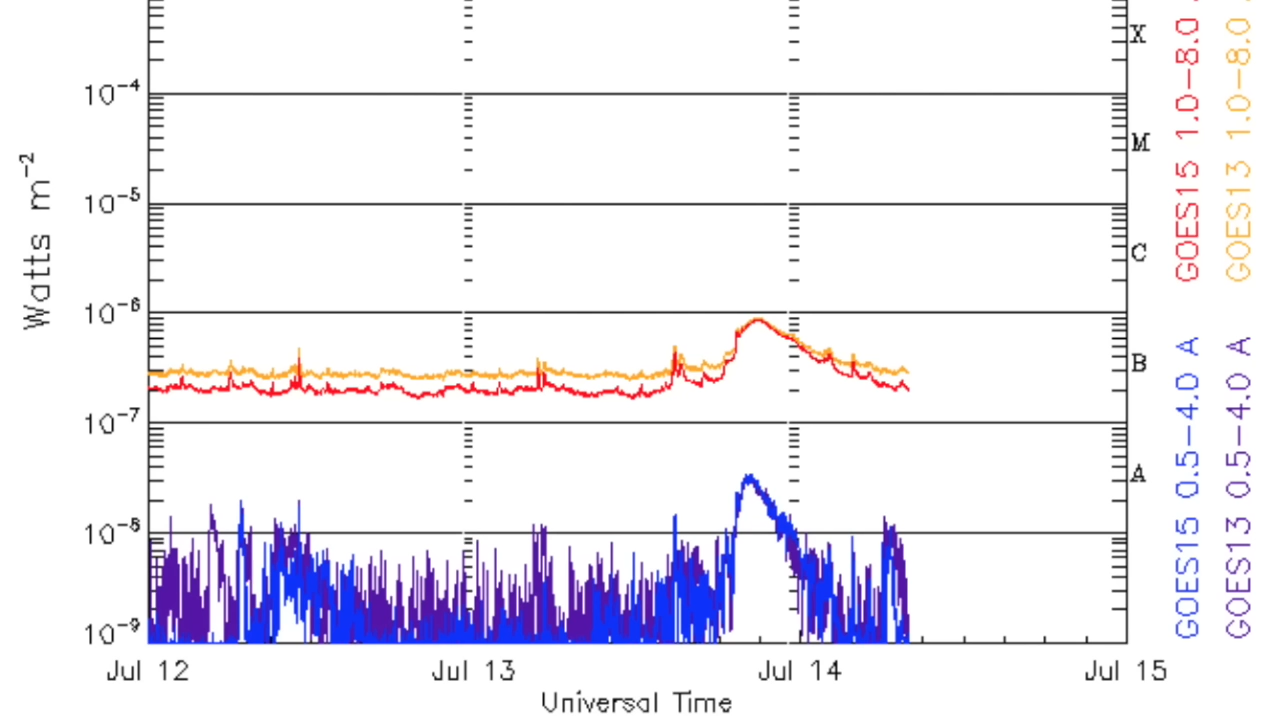 X
10⁻⁴
M
10⁻⁵
C
10⁻⁶
B
10⁻⁷
A
10⁻⁸
10⁻⁹
Watts m⁻²
Jul 12 Jul 13 Jul 14 Jul 15
Universal Time
GOES15 0.5-4.0 A GOES15 1.0-8.0
GOES13 0.5-4.0 A GOES13 1.0-8.0